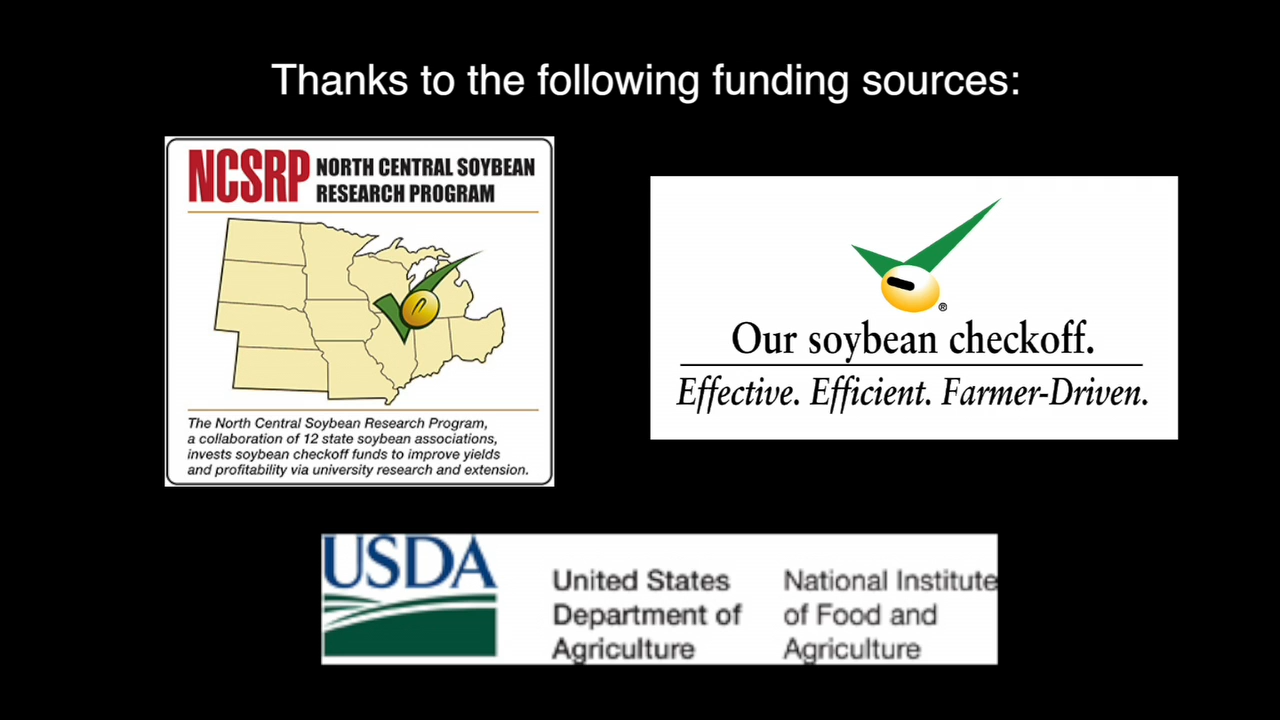 Thanks to the following funding sources:
NCSRP NORTH CENTRAL SOYBEAN
RESEARCH PROGRAM
The North Central Soybean Research Program,
a collaboration of 12 state soybean associations,
invests soybean checkoff funds to improve yields
and profitability via university research and extension.
®
Our soybean checkoff.
Effective. Efficient. Farmer-Driven.
USDA
United States
Department of
Agriculture
National Institute
of Food and
Agriculture